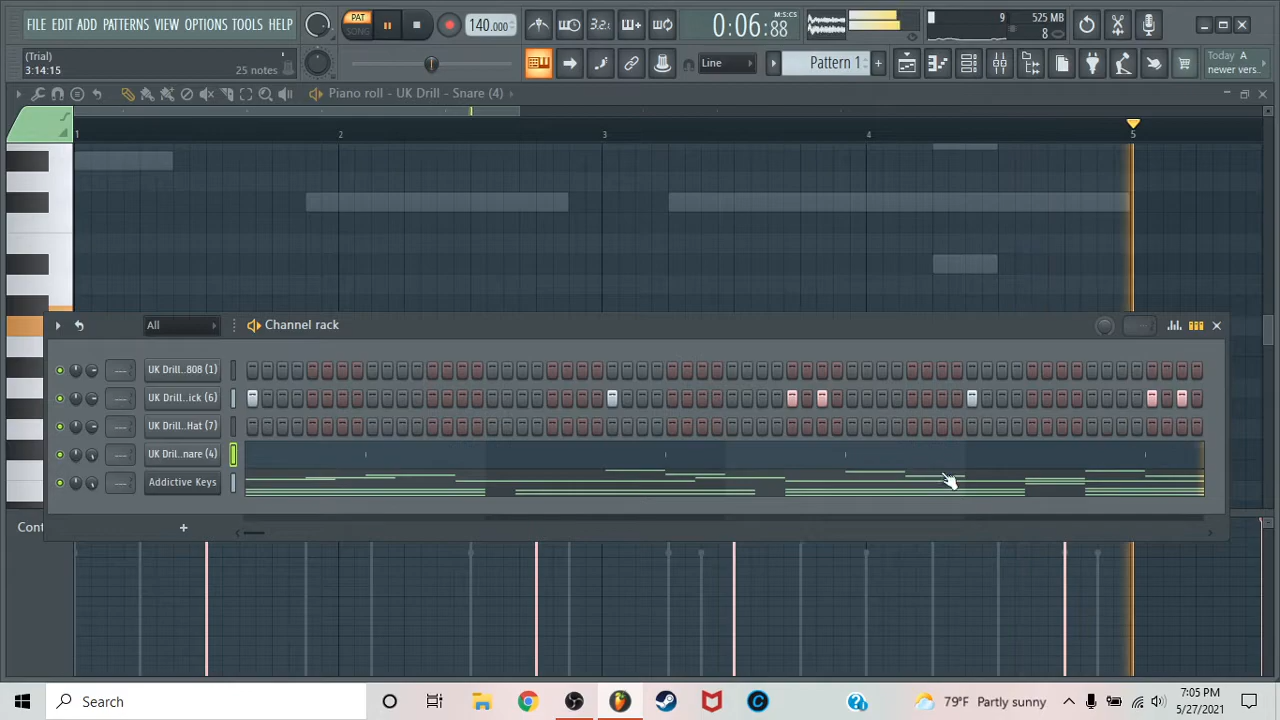 FILE EDIT ADD PATTERNS VIEW OPTIONS TOOLS HELP
PAT
SONG
140.000
3.2.
0:06:88
M:S:CS
9
525 MB
8
(Trial)
3:14:15
25 notes
Line
Pattern 1
Today A
newer vers..
Piano roll - UK Drill - Snare (4)
1 2 3 4 5
All
Channel rack
UK Drill..808 (1)
UK Drill..ick (6)
UK Drill..Hat (7)
UK Dril..nare (4)
Addictive Keys
+
Cont
Search
79°F Partly sunny
7:05 PM
5/27/2021